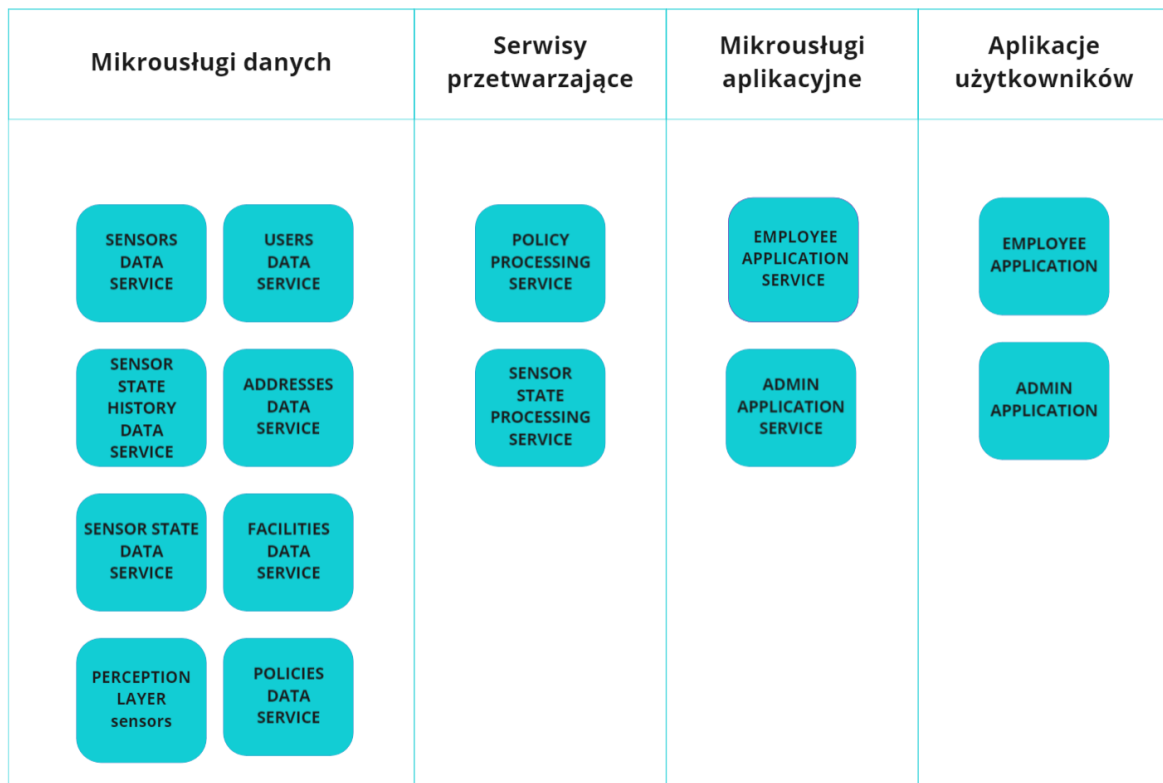 Mikrousługi danych
Serwisy
przetwarzające
Mikrousługi
aplikacyjne
Aplikacje
użytkowników
SENSORS
DATA
SERVICE
USERS
DATA
SERVICE
POLICY
PROCESSING
SERVICE
EMPLOYEE
APPLICATION
SERVICE
EMPLOYEE
APPLICATION
SENSOR
STATE
HISTORY
DATA
SERVICE
ADDRESSES
DATA
SERVICE
SENSOR
STATE
PROCESSING
SERVICE
ADMIN
APPLICATION
SERVICE
ADMIN
APPLICATION
SENSOR STATE
DATA
SERVICE
FACILITIES
DATA
SERVICE
PERCEPTION
LAYER
sensors
POLICIES
DATA
SERVICE